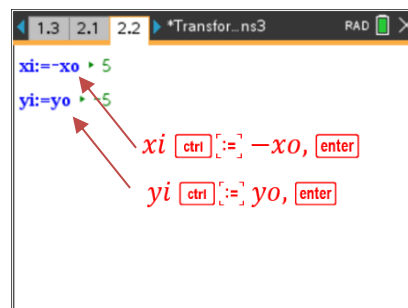 1.3 2.1 2.2 *Transfor...ns3 RAD
xi:=-xo ▸ 5
yi:=yo ▸ -5
xi ctrl := −xo, enter
yi ctrl := yo, enter